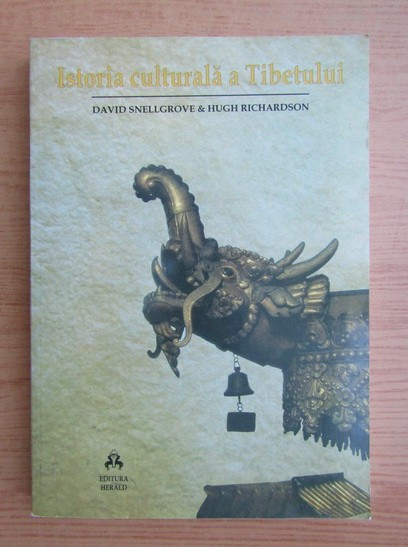 Istoria culturală a Tibetului
DAVID SNELLGROVE & HUGH RICHARDSON
EDITURA
HERALD